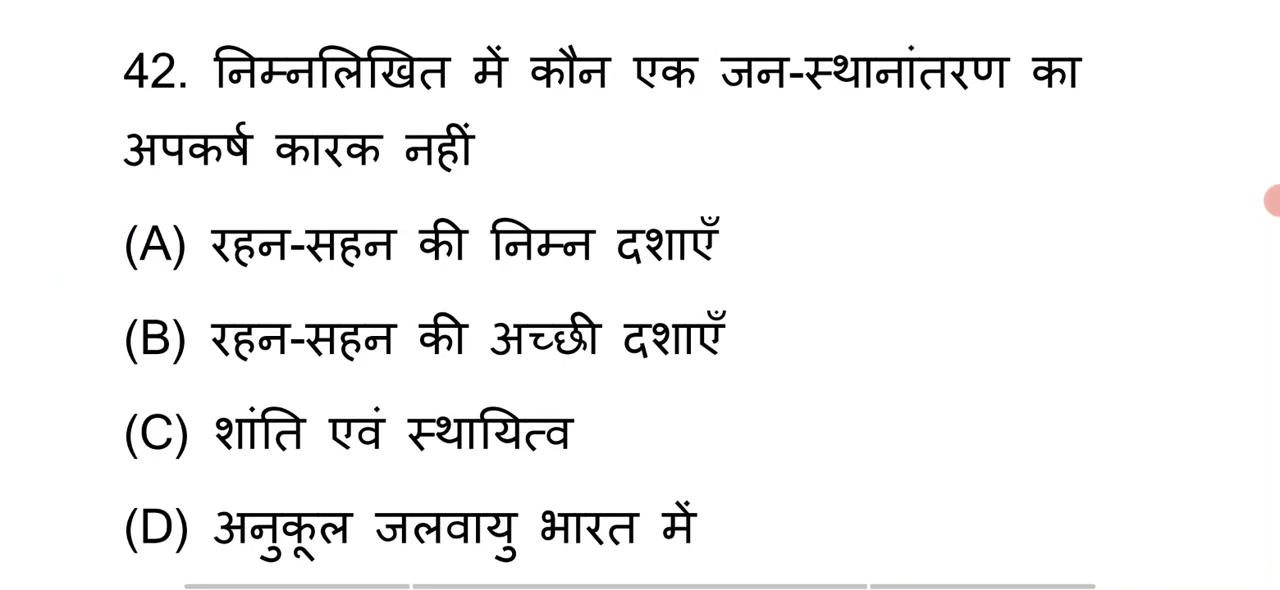 42. निम्नलिखित में कौन एक जन-स्थानांतरण का
अपकर्ष कारक नहीं
(A) रहन-सहन की निम्न दशाएँ
(B) रहन-सहन की अच्छी दशाएँ
(C) शांति एवं स्थायित्व
(D) अनुकूल जलवायु भारत में